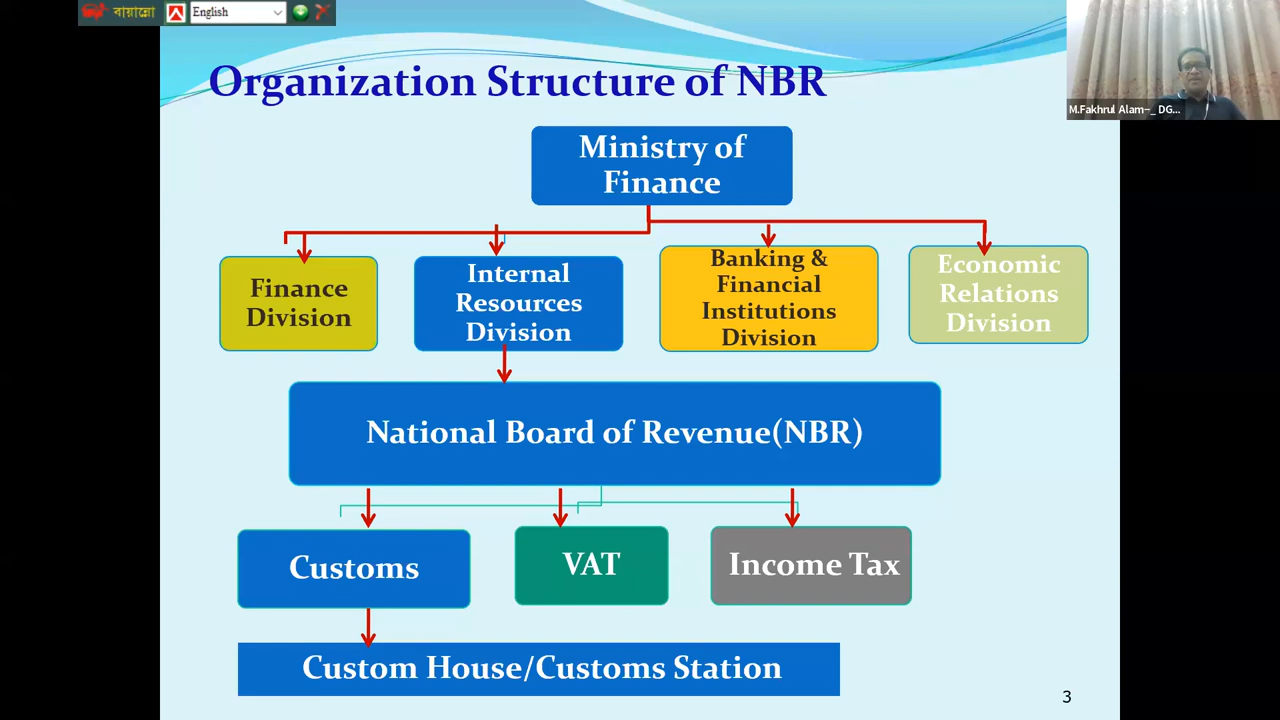 বায়ান্নো
English
Organization Structure of NBR
M.Fakhrul Alam~_ DG...
Ministry of
Finance
Finance
Division
Internal
Resources
Division
Banking &
Financial
Institutions
Division
Economic
Relations
Division
National Board of Revenue(NBR)
Customs
VAT
Income Tax
Custom House/Customs Station
3